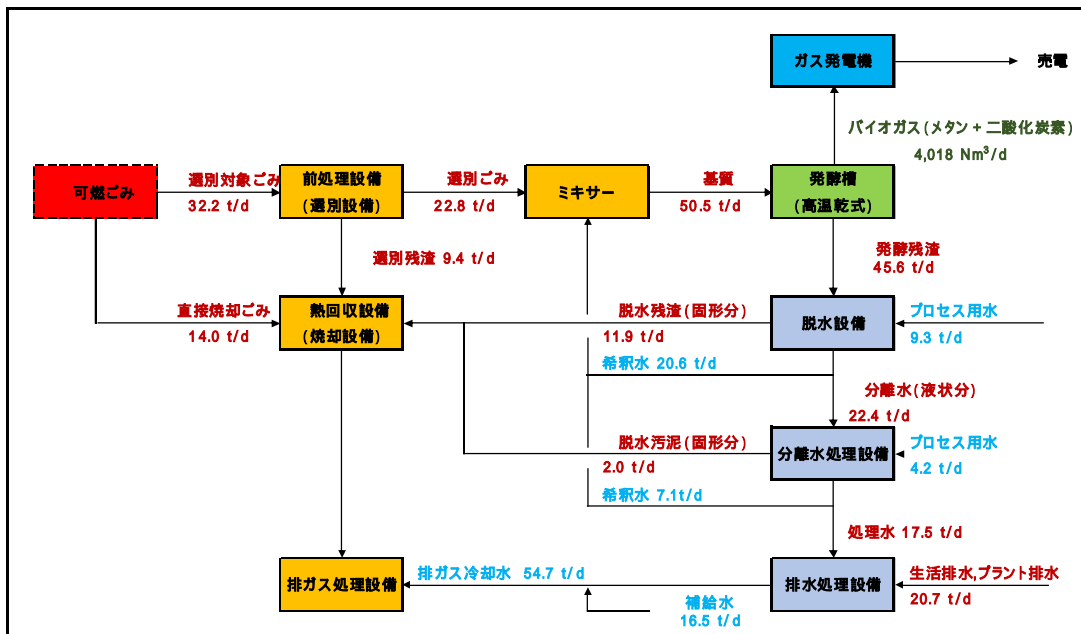 ガス発電機
売電
バイオガス(メタン + 二酸化炭素)
4,018 Nm³/d
可燃ごみ
選別対象ごみ
32.2 t/d
前処理設備
(選別設備)
選別ごみ
22.8 t/d
ミキサー
基質
50.5 t/d
発酵槽
(高温乾式)
選別残渣 9.4 t/d
発酵残渣
45.6 t/d
直接焼却ごみ
14.0 t/d
熱回収設備
(焼却設備)
脱水残渣(固形分)
11.9 t/d
脱水設備
プロセス用水
9.3 t/d
希釈水 20.6 t/d
分離水(液状分)
22.4 t/d
脱水汚泥(固形分)
2.0 t/d
分離水処理設備
プロセス用水
4.2 t/d
希釈水 7.1t/d
処理水 17.5 t/d
排ガス処理設備
排ガス冷却水 54.7 t/d
排水処理設備
生活排水,プラント排水
20.7 t/d
補給水
16.5 t/d